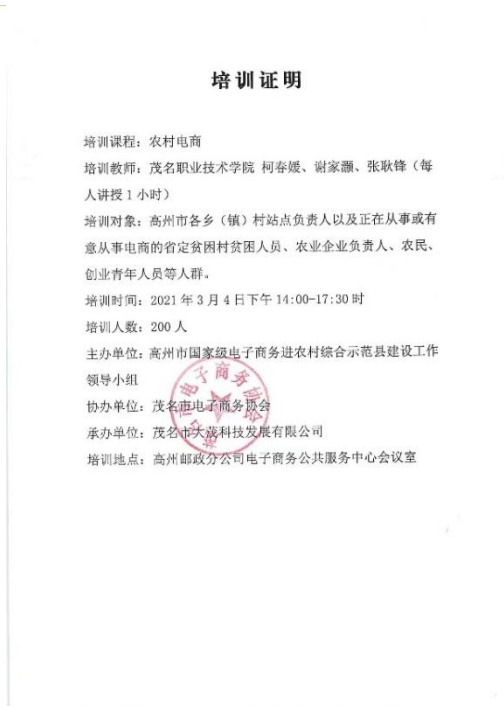 培训证明
培训课程：农村电商
培训教师：茂名职业技术学院 柯春媛、谢家灏、张耿锋（每
人讲授1小时）
培训对象：高州市各乡（镇）村站点负责人以及正在从事或有
意从事电商的省定贫困村贫困人员、农业企业负责人、农民、
创业青年人员等人群。
培训时间：2021年3月4日下午14:00-17:30时
培训人数：200人
主办单位：高州市国家级电子商务进农村综合示范县建设工作
领导小组
协办单位：茂名市电子商务协会
承办单位：茂名市大茂科技发展有限公司
培训地点：高州邮政分公司电子商务公共服务中心会议室
茂名市电子商务协会